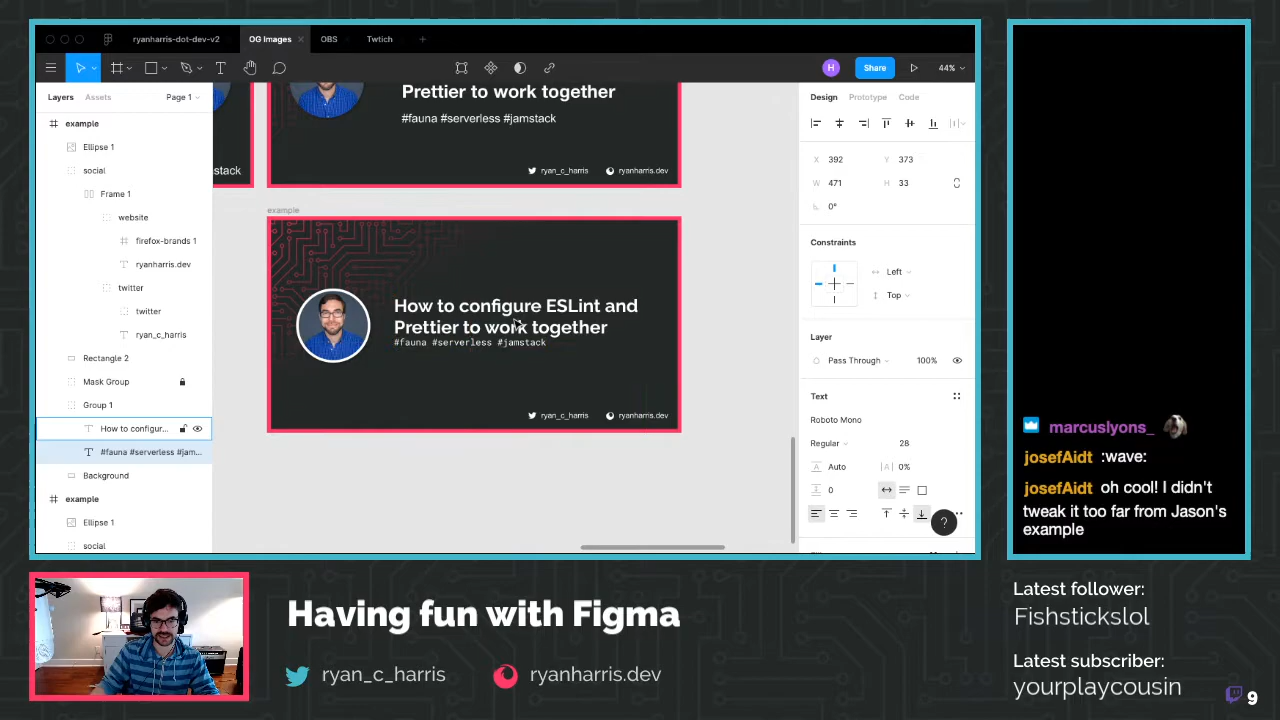 ryanharris-dot-dev-v2
OG Images
OBS
Twtich
H
Share
44%
Layers
Assets
Page 1
example
Ellipse 1
social
Frame 1
website
firefox-brands 1
ryanharris.dev
twitter
twitter
ryan_c_harris
Rectangle 2
Mask Group
Group 1
How to configur...
#fauna #serverless #jam...
Background
example
Ellipse 1
social
stack
Prettier to work together
#fauna #serverless #jamstack
ryan_c_harris
ryanharris.dev
example
How to configure ESLint and
Prettier to work together
#fauna #serverless #jamstack
ryan_c_harris
ryanharris.dev
Design
Prototype
Code
X 392
Y 373
W 471
H 33
0°
Constraints
Left
Top
Layer
Pass Through
100%
Text
Roboto Mono
Regular
28
Auto
0%
0
?
marcuslyons_
josefAidt :wave:
josefAidt oh cool! I didn't
tweak it too far from Jason's
example
Having fun with Figma
ryan_c_harris
ryanharris.dev
Latest follower:
Fishstickslol
Latest subscriber:
yourplaycousin
9